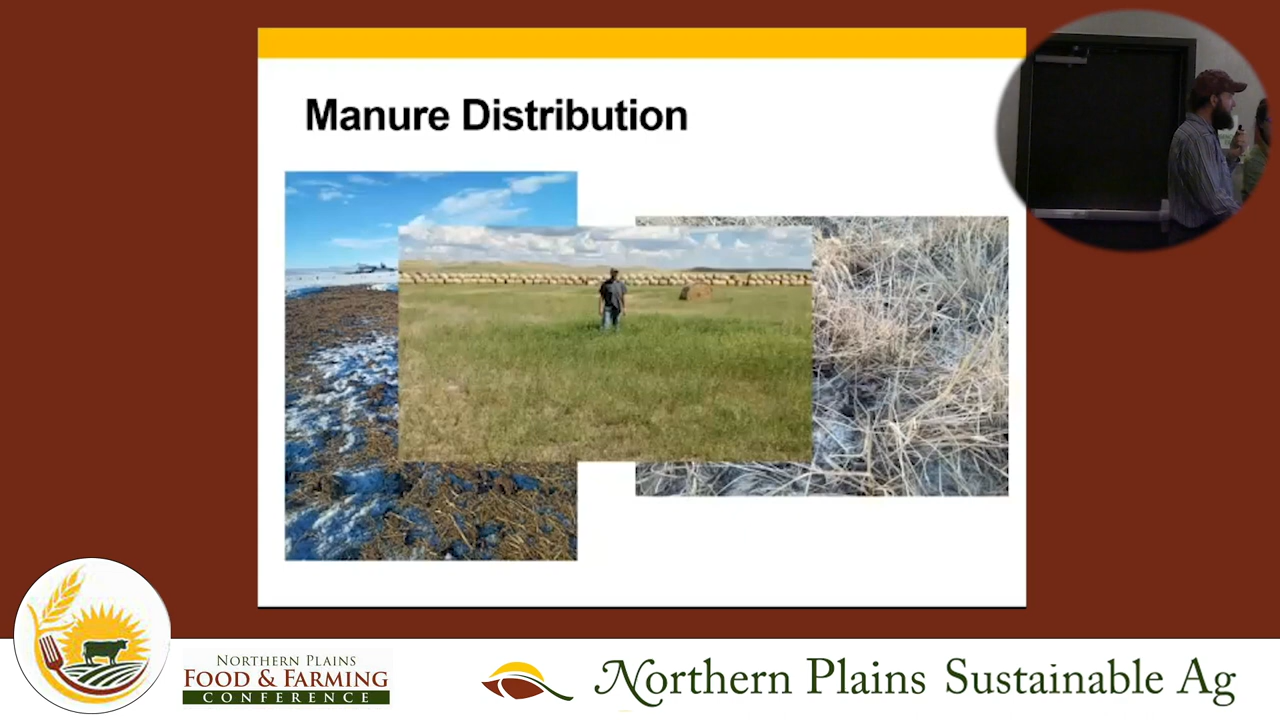 Manure Distribution
Northern Plains
Food & Farming
CONFERENCE
Northern Plains Sustainable Ag